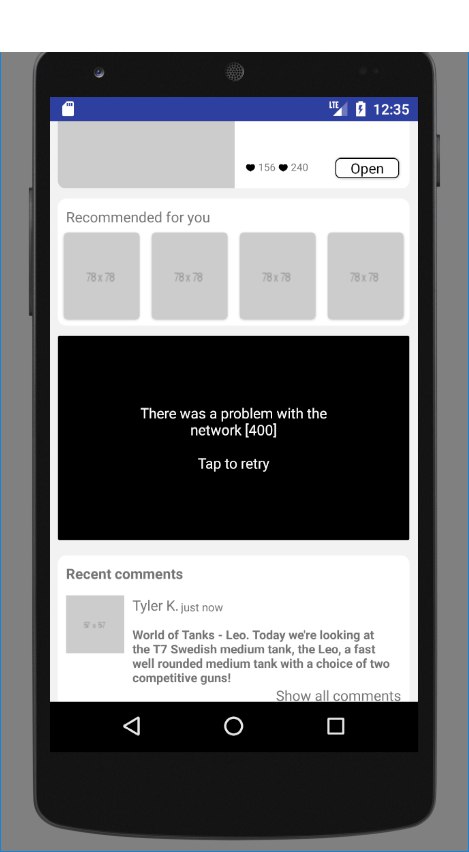 LTE 12:35
156 240 Open
Recommended for you
78 x 78 78 x 78 78 x 78 78 x 78
There was a problem with the
network [400]
Tap to retry
Recent comments
Tyler K. just now
57 x 57
World of Tanks - Leo. Today we're looking at
the T7 Swedish medium tank, the Leo, a fast
well rounded medium tank with a choice of two
competitive guns!
Show all comments